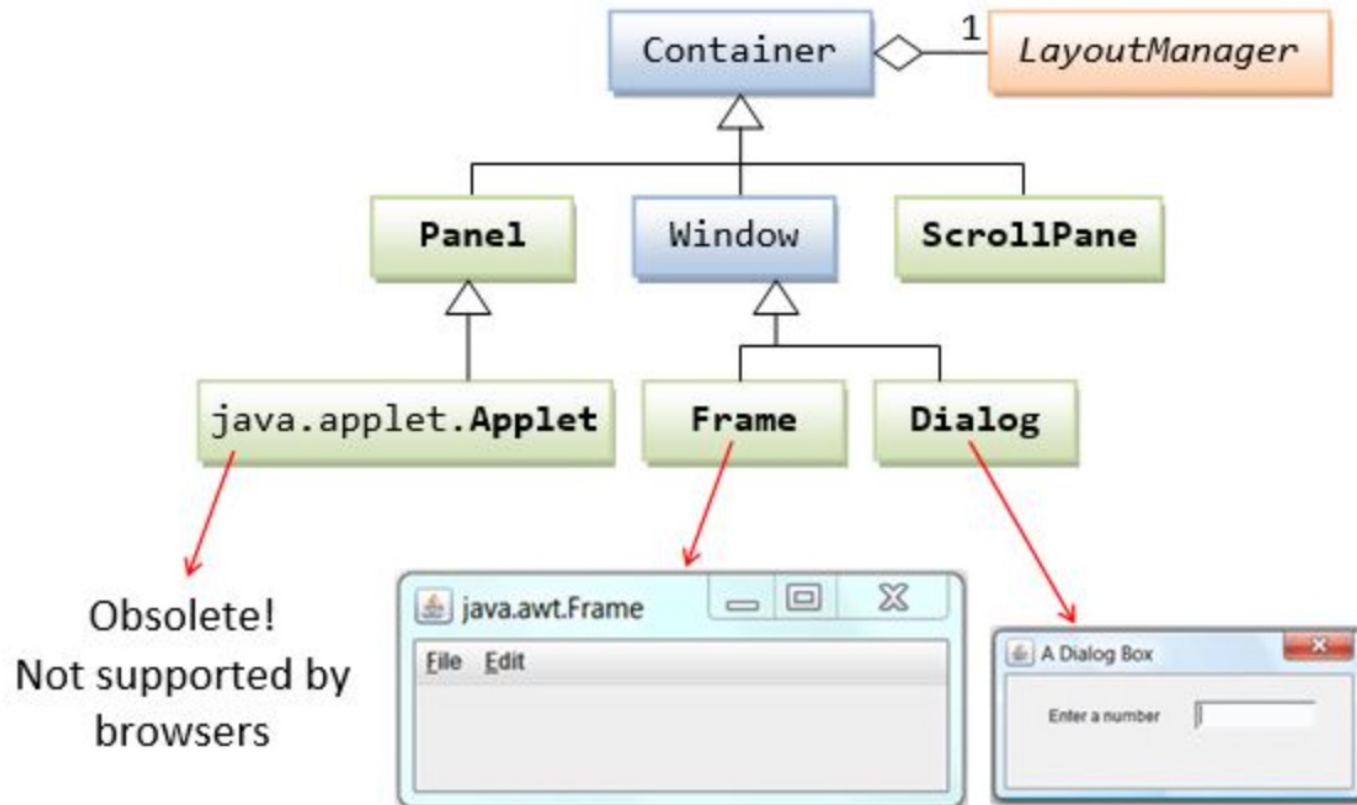 Container
1
LayoutManager
Panel
Window
ScrollPane
java.applet.Applet
Frame
Dialog
Obsolete!
Not supported by
browsers
java.awt.Frame
File Edit
A Dialog Box
Enter a number